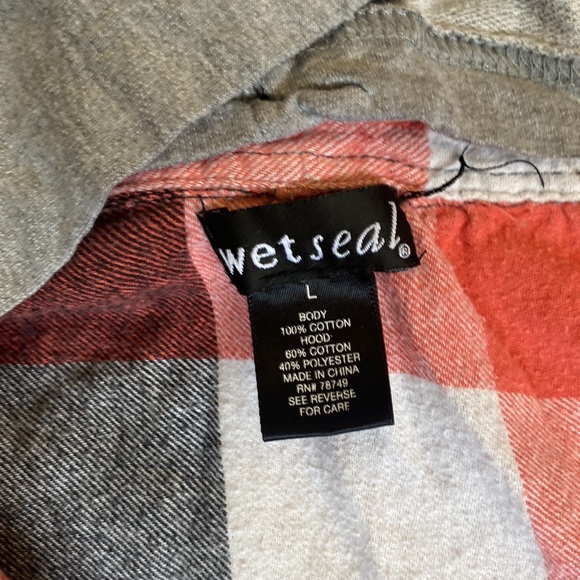 wetseal®
L
BODY
100% COTTON
HOOD
60% COTTON
40% POLYESTER
MADE IN CHINA
RN# 78749
SEE REVERSE
FOR CARE